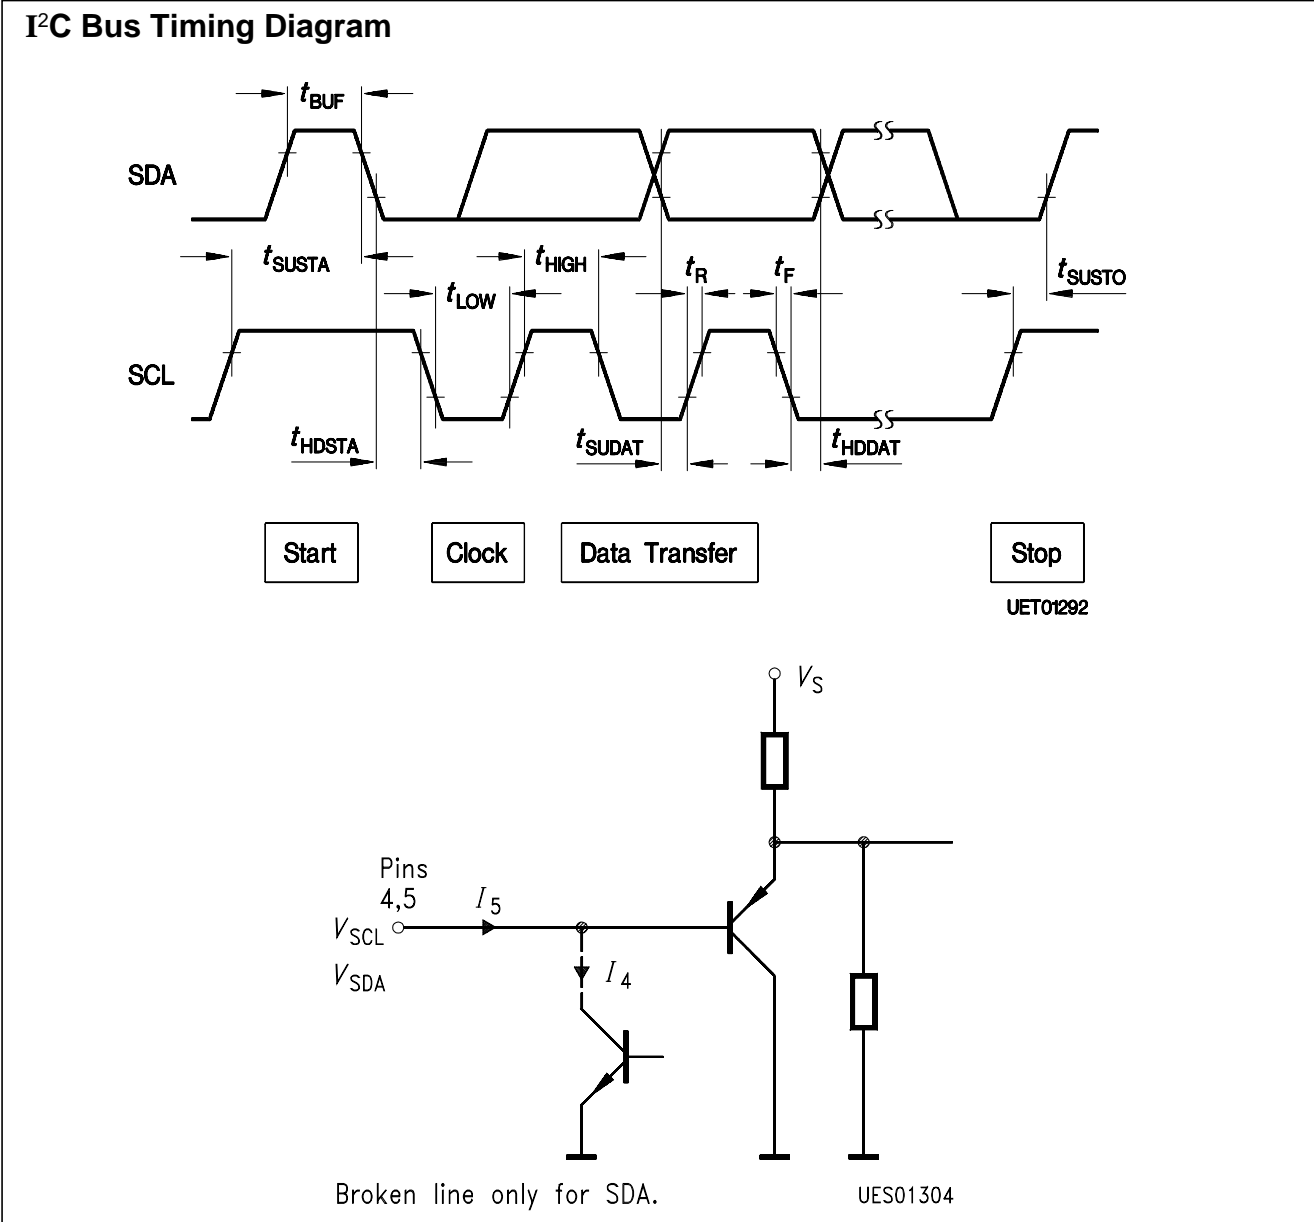 I²C Bus Timing Diagram
tBUF
SDA
tSUSTA
tHIGH
tR
tF
tSUSTO
tLOW
SCL
tHDSTA
tSUDAT
tHDDAT
Start
Clock
Data Transfer
Stop
UET01292
VS
Pins
4,5
I5
VSCL
VSDA
I4
Broken line only for SDA.
UES01304